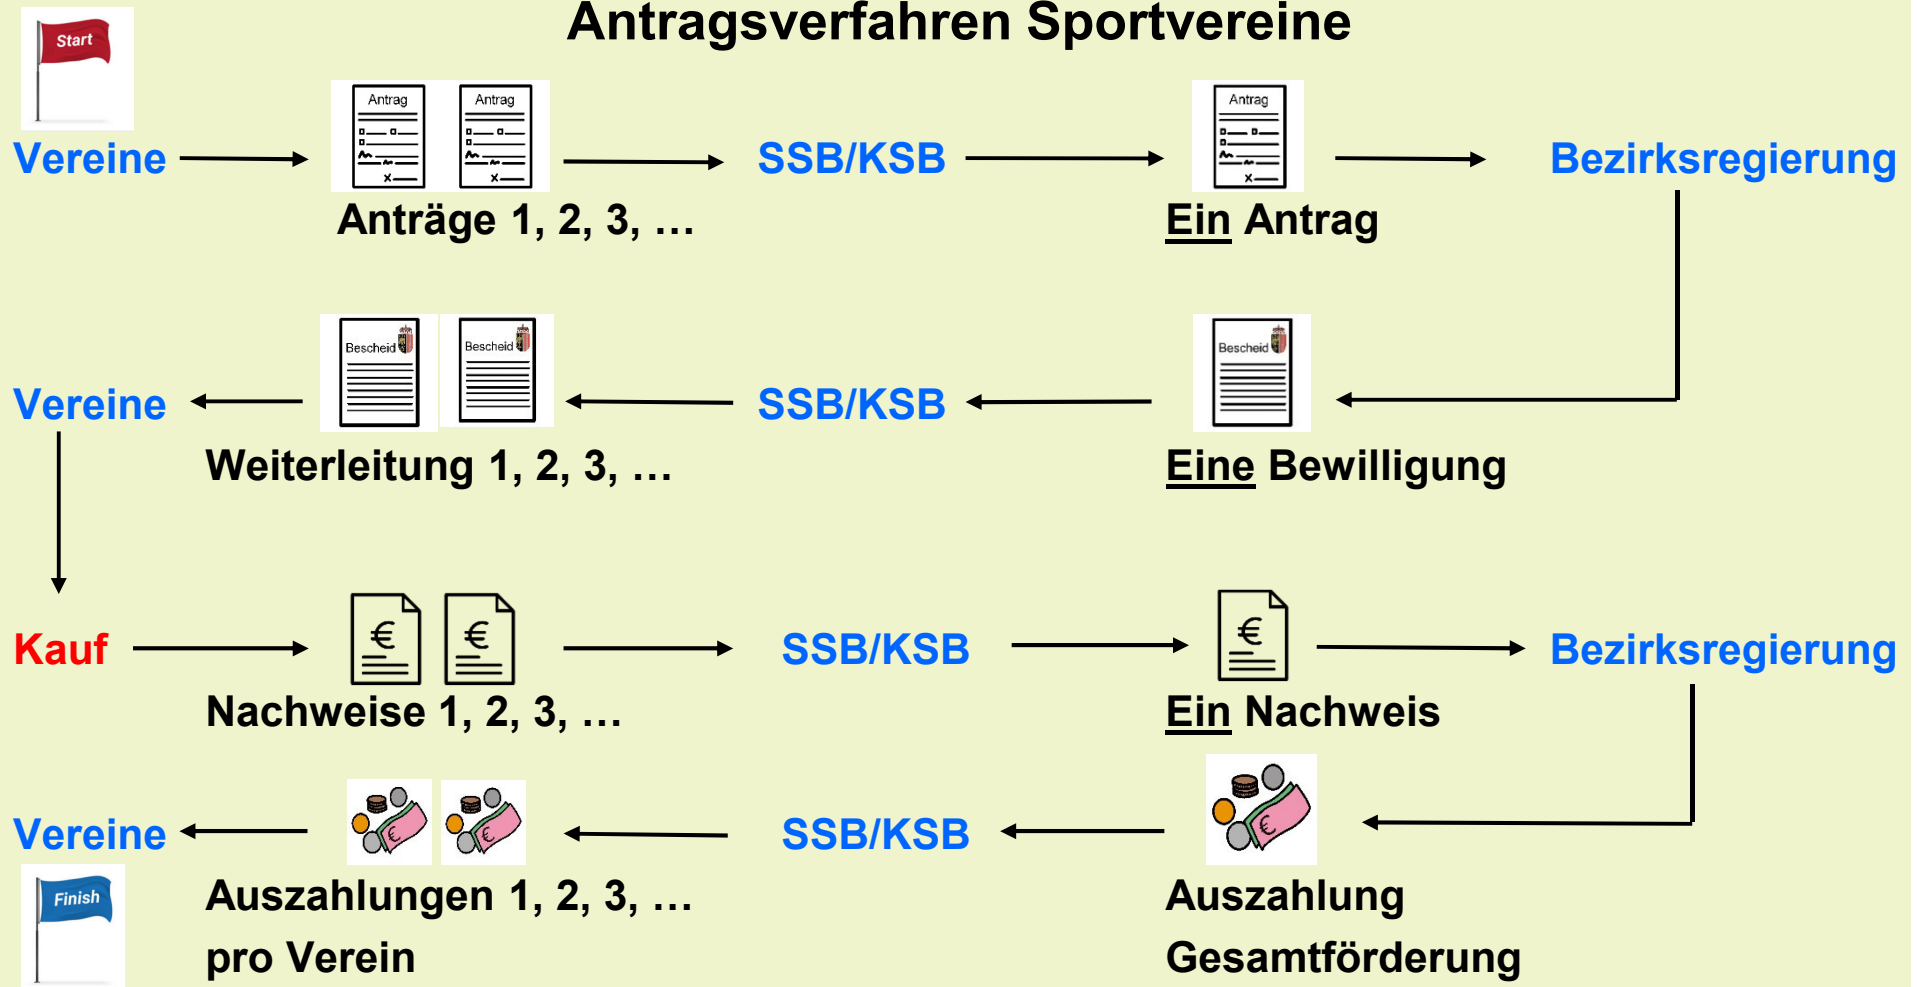 Antragsverfahren Sportvereine
Start
Antrag
Antrag
Antrag
Vereine
SSB/KSB
Bezirksregierung
Anträge 1, 2, 3, …
Ein Antrag
Bescheid
Bescheid
Bescheid
Vereine
SSB/KSB
Weiterleitung 1, 2, 3, …
Eine Bewilligung
€
€
€
Kauf
SSB/KSB
Bezirksregierung
Nachweise 1, 2, 3, …
Ein Nachweis
€
€
€
Vereine
SSB/KSB
Finish
Auszahlungen 1, 2, 3, …
pro Verein
Auszahlung
Gesamtförderung